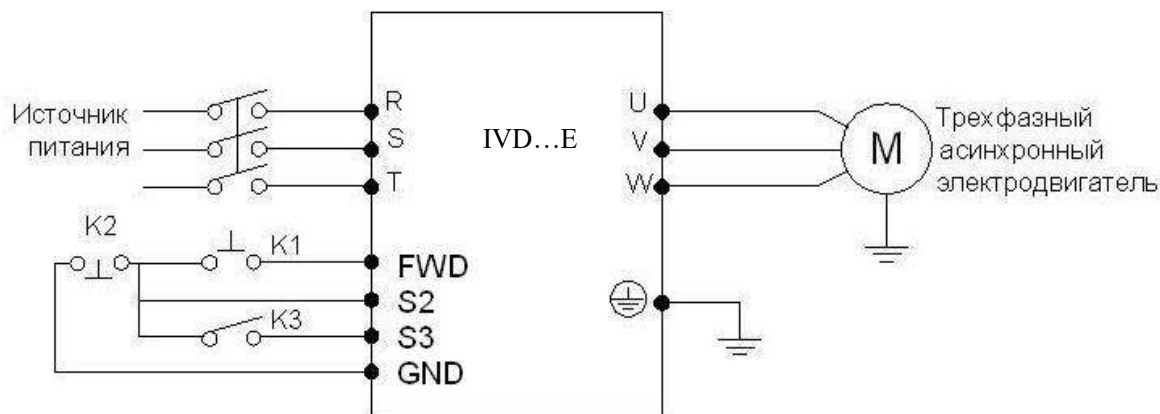 Источник
питания
R
S
T
IVD...E
U
V
W
M
Трехфазный
асинхронный
электродвигатель
K2
K1
K3
FWD
S2
S3
GND